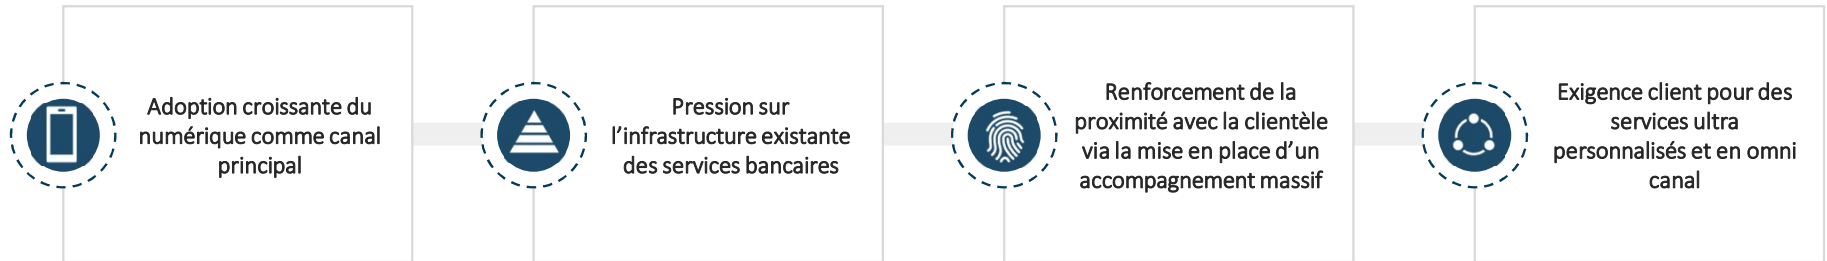 Adoption croissante du
numérique comme canal
principal
Pression sur
l’infrastructure existante
des services bancaires
Renforcement de la
proximité avec la clientèle
via la mise en place d’un
accompagnement massif
Exigence client pour des
services ultra
personnalisés et en omni
canal